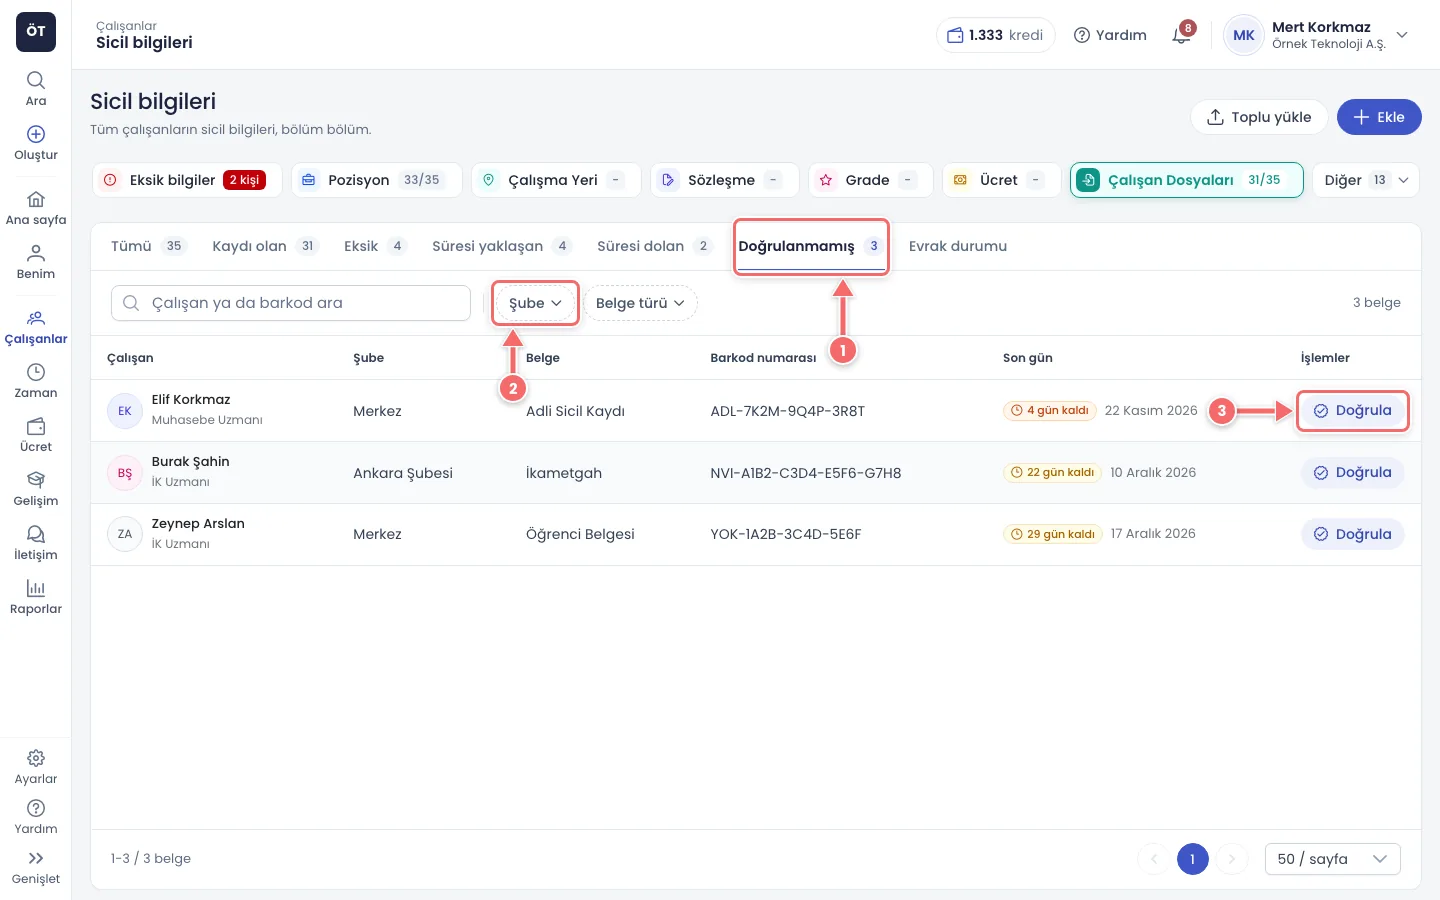 ÖT
Ara
Oluştur
Ana sayfa
Benim
Çalışanlar
Zaman
Ücret
Gelişim
İletişim
Raporlar
Ayarlar
Yardım
Genişlet
Çalışanlar
Sicil bilgileri
1.333 kredi
Yardım
8
MK
Mert Korkmaz
Örnek Teknoloji A.Ş.
Sicil bilgileri
Tüm çalışanların sicil bilgileri, bölüm bölüm.
Toplu yükle
Ekle
Eksik bilgiler 2 kişi
Pozisyon 33/35
Çalışma Yeri -
Sözleşme -
Grade -
Ücret -
Çalışan Dosyaları 31/35
Diğer 13
Tümü 35
Kaydı olan 31
Eksik 4
Süresi yaklaşan 4
Süresi dolan 2
Doğrulanmamış 3
Evrak durumu
Çalışan ya da barkod ara
Şube
Belge türü
3 belge
1
2
3
Çalışan Şube Belge Barkod numarası Son gün İşlemler
EK
Elif Korkmaz
Muhasebe Uzmanı
Merkez
Adli Sicil Kaydı
ADL-7K2M-9Q4P-3R8T
4 gün kaldı 22 Kasım 2026
Doğrula
BŞ
Burak Şahin
İK Uzmanı
Ankara Şubesi
İkametgah
NVI-A1B2-C3D4-E5F6-G7H8
22 gün kaldı 10 Aralık 2026
Doğrula
ZA
Zeynep Arslan
İK Uzmanı
Merkez
Öğrenci Belgesi
YOK-1A2B-3C4D-5E6F
29 gün kaldı 17 Aralık 2026
Doğrula
1-3 / 3 belge
1
50 / sayfa